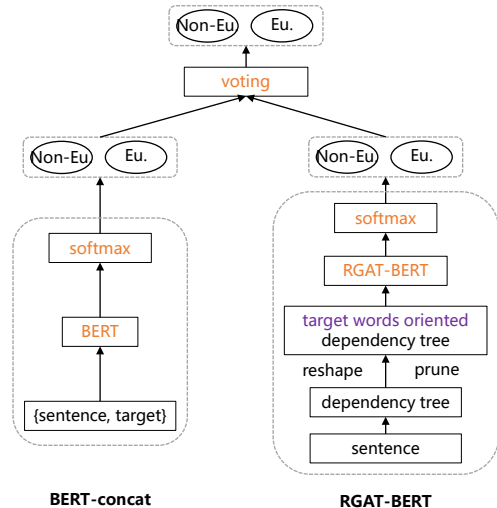 Non-Eu.
Eu.
voting
Non-Eu.
Eu.
softmax
BERT
{sentence, target}
BERT-concat
Non-Eu.
Eu.
softmax
RGAT-BERT
target words oriented
dependency tree
reshape prune
dependency tree
sentence
RGAT-BERT